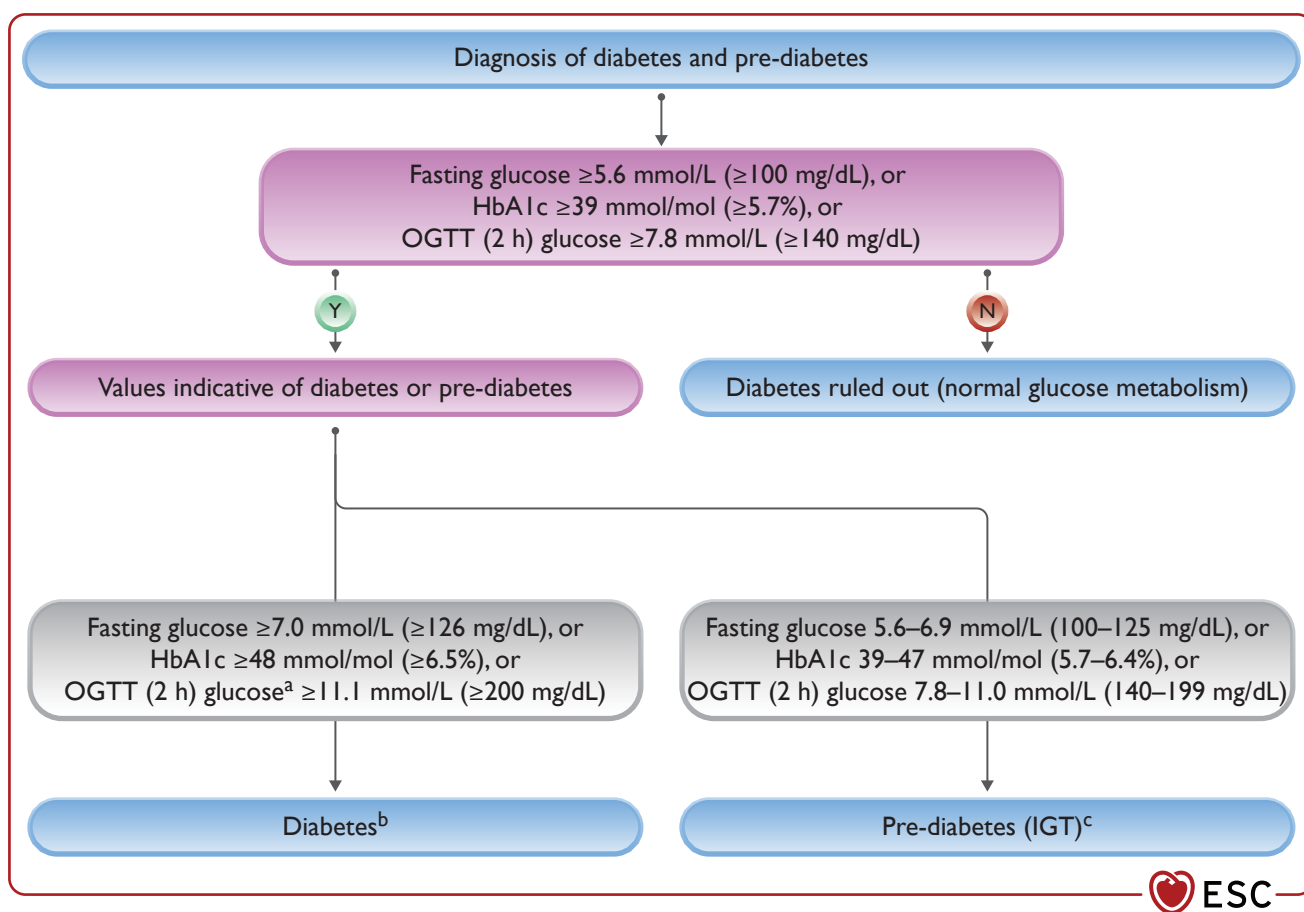 Diagnosis of diabetes and pre-diabetes
Fasting glucose ≥5.6 mmol/L (≥100 mg/dL), or
HbA1c ≥39 mmol/mol (≥5.7%), or
OGTT (2 h) glucose ≥7.8 mmol/L (≥140 mg/dL)
Y
N
Values indicative of diabetes or pre-diabetes
Diabetes ruled out (normal glucose metabolism)
Fasting glucose ≥7.0 mmol/L (≥126 mg/dL), or
HbA1c ≥48 mmol/mol (≥6.5%), or
OGTT (2 h) glucoseᵃ ≥11.1 mmol/L (≥200 mg/dL)
Fasting glucose 5.6–6.9 mmol/L (100–125 mg/dL), or
HbA1c 39–47 mmol/mol (5.7–6.4%), or
OGTT (2 h) glucose 7.8–11.0 mmol/L (140–199 mg/dL)
Diabetesᵇ
Pre-diabetes (IGT)ᶜ
ESC